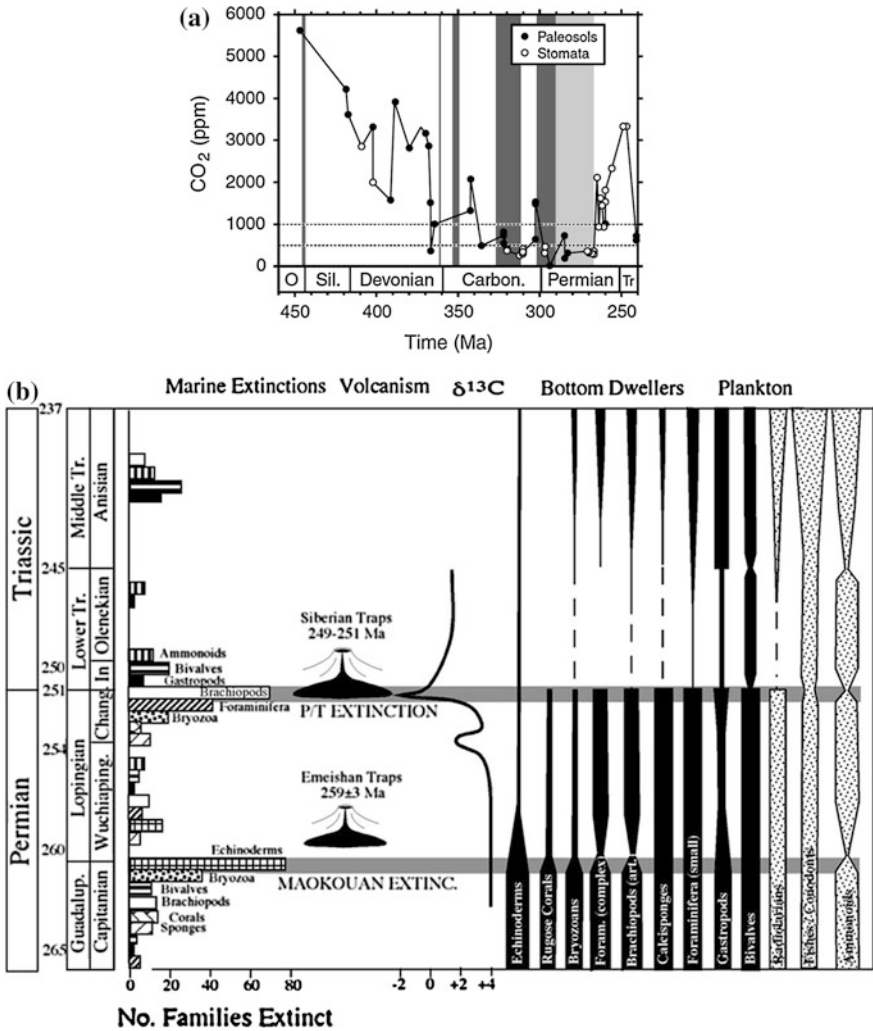 (a)
6000
5000
4000
3000
2000
1000
0
CO2 (ppm)
Paleosols
Stomata
O Sil. Devonian Carbon. Permian Tr
450 400 350 300 250
Time (Ma)
(b)
Marine Extinctions Volcanism δ13C Bottom Dwellers Plankton
237
245
250
251
254
260
265
Triassic
Permian
Middle Tr.
Lower Tr.
Lopingian
Guadalup.
Anisian
Olenekian
In
Chang.
Wuchiaping.
Capitanian
Ammonoids
Bivalves
Gastropods
Brachiopods
Foraminifera
Bryozoa
Echinoderms
Bryozoa
Bivalves
Brachiopods
Corals
Sponges
Siberian Traps
249-251 Ma
P/T EXTINCTION
Emeishan Traps
259±3 Ma
MAOKOUAN EXTINC.
Echinoderms
Rugose Corals
Bryozoans
Foram. (complex)
Brachiopods (art.)
Calcisponges
Foraminifera (small)
Gastropods
Bivalves
Radiolarians
Fishes / Conodonts
Ammonoids
0 20 40 60 80 -2 0 +2 +4
No. Families Extinct